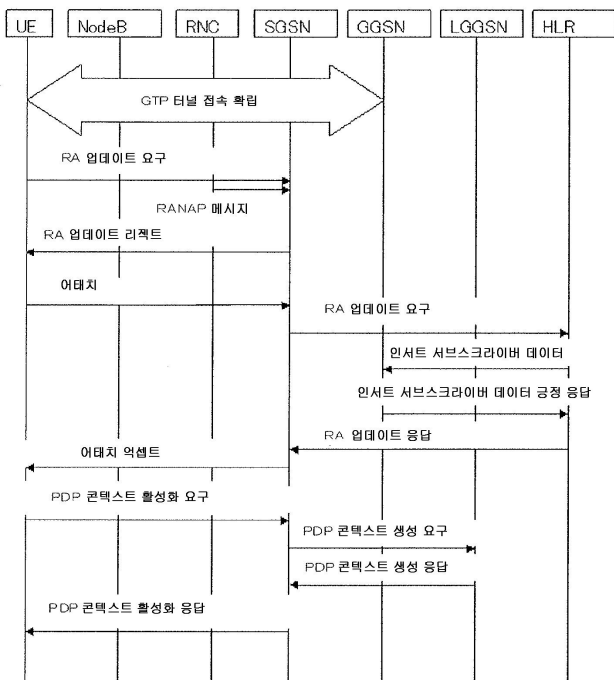 UE NodeB RNC SGSN GGSN LGGSN HLR
GTP 터널 접속 확립
RA 업데이트 요구
RANAP 메시지
RA 업데이트 리젝트
어태치
RA 업데이트 요구
인서트 서브스크라이버 데이터
인서트 서브스크라이버 데이터 긍정 응답
RA 업데이트 응답
어태치 억셉트
PDP 콘텍스트 활성화 요구
PDP 콘텍스트 생성 요구
PDP 콘텍스트 생성 응답
PDP 콘텍스트 활성화 응답